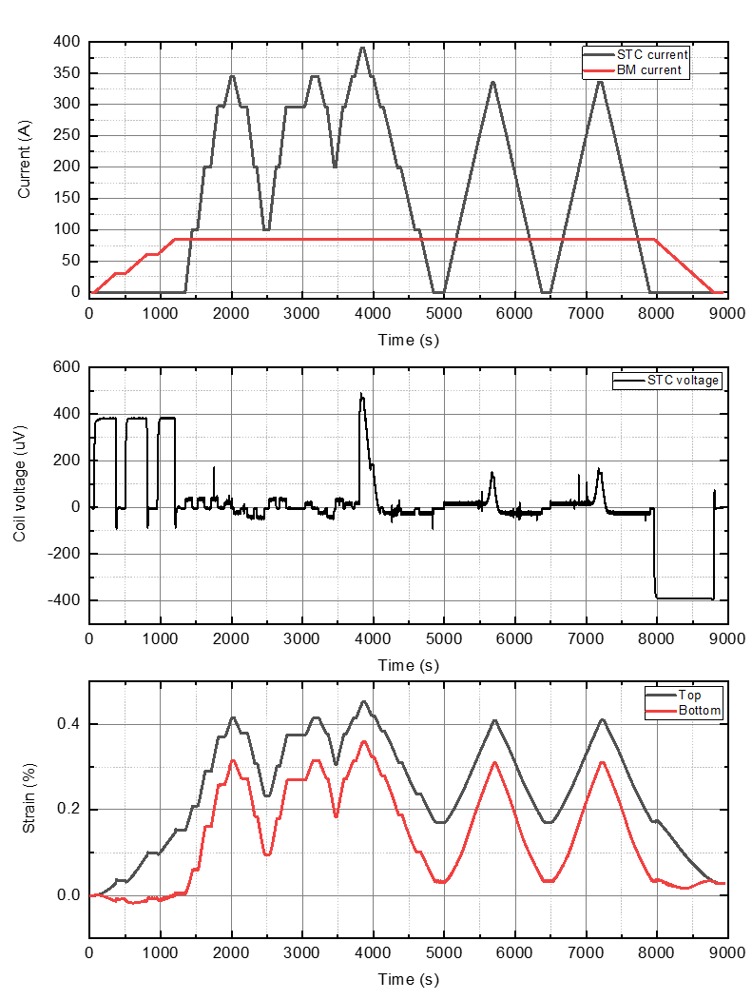 400
350
300
250
200
150
100
50
0
Current (A)
STC current
BM current
0 1000 2000 3000 4000 5000 6000 7000 8000 9000
Time (s)
600
400
200
0
-200
-400
Coil voltage (uV)
STC voltage
0 1000 2000 3000 4000 5000 6000 7000 8000 9000
Time (s)
0.4
0.2
0.0
Strain (%)
Top
Bottom
0 1000 2000 3000 4000 5000 6000 7000 8000 9000
Time (s)